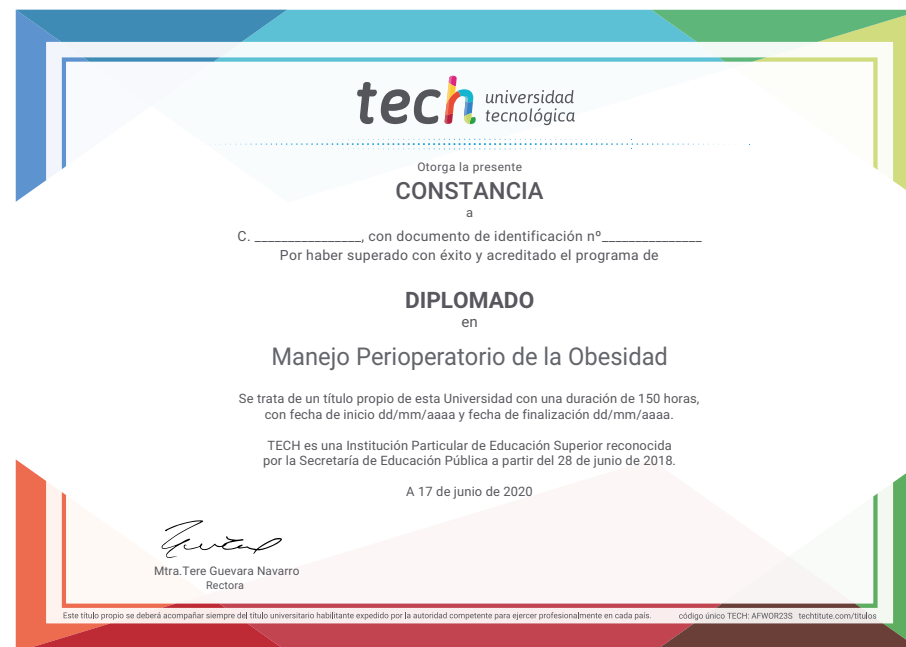 tech universidad
tecnológica
Otorga la presente
CONSTANCIA
a
C. ________________, con documento de identificación nº_______________
Por haber superado con éxito y acreditado el programa de
DIPLOMADO
en
Manejo Perioperatorio de la Obesidad
Se trata de un título propio de esta Universidad con una duración de 150 horas,
con fecha de inicio dd/mm/aaaa y fecha de finalización dd/mm/aaaa.
TECH es una Institución Particular de Educación Superior reconocida
por la Secretaría de Educación Pública a partir del 28 de junio de 2018.
A 17 de junio de 2020
Mtra.Tere Guevara Navarro
Rectora
Este título propio se deberá acompañar siempre del título universitario habilitante expedido por la autoridad competente para ejercer profesionalmente en cada país. código único TECH: AFWOR23S techtitute.com/titulos